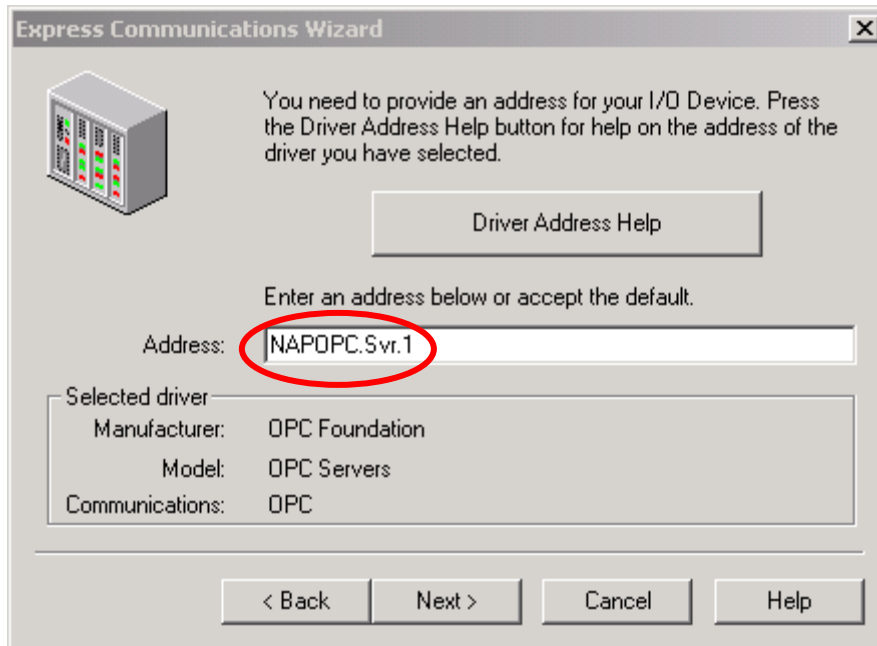 Express Communications Wizard
You need to provide an address for your I/O Device. Press
the Driver Address Help button for help on the address of the
driver you have selected.
Driver Address Help
Enter an address below or accept the default.
Address: NAPOPC.Svr.1
Selected driver
Manufacturer: OPC Foundation
Model: OPC Servers
Communications: OPC
< Back Next > Cancel Help